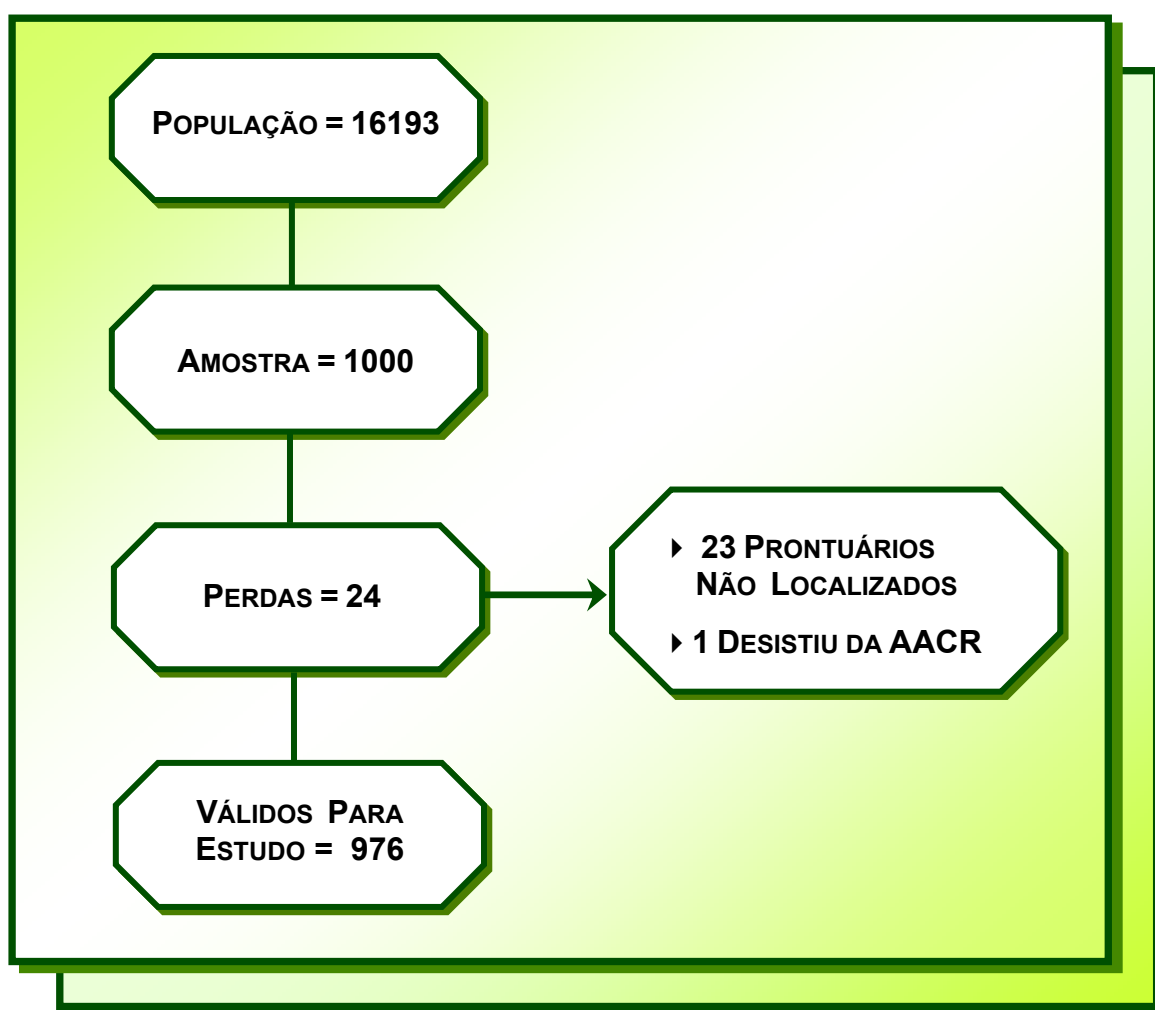 POPULAÇÃO = 16193
AMOSTRA = 1000
PERDAS = 24
23 PRONTUÁRIOS
NÃO LOCALIZADOS
1 DESISTIU DA AACR
VÁLIDOS PARA
ESTUDO = 976